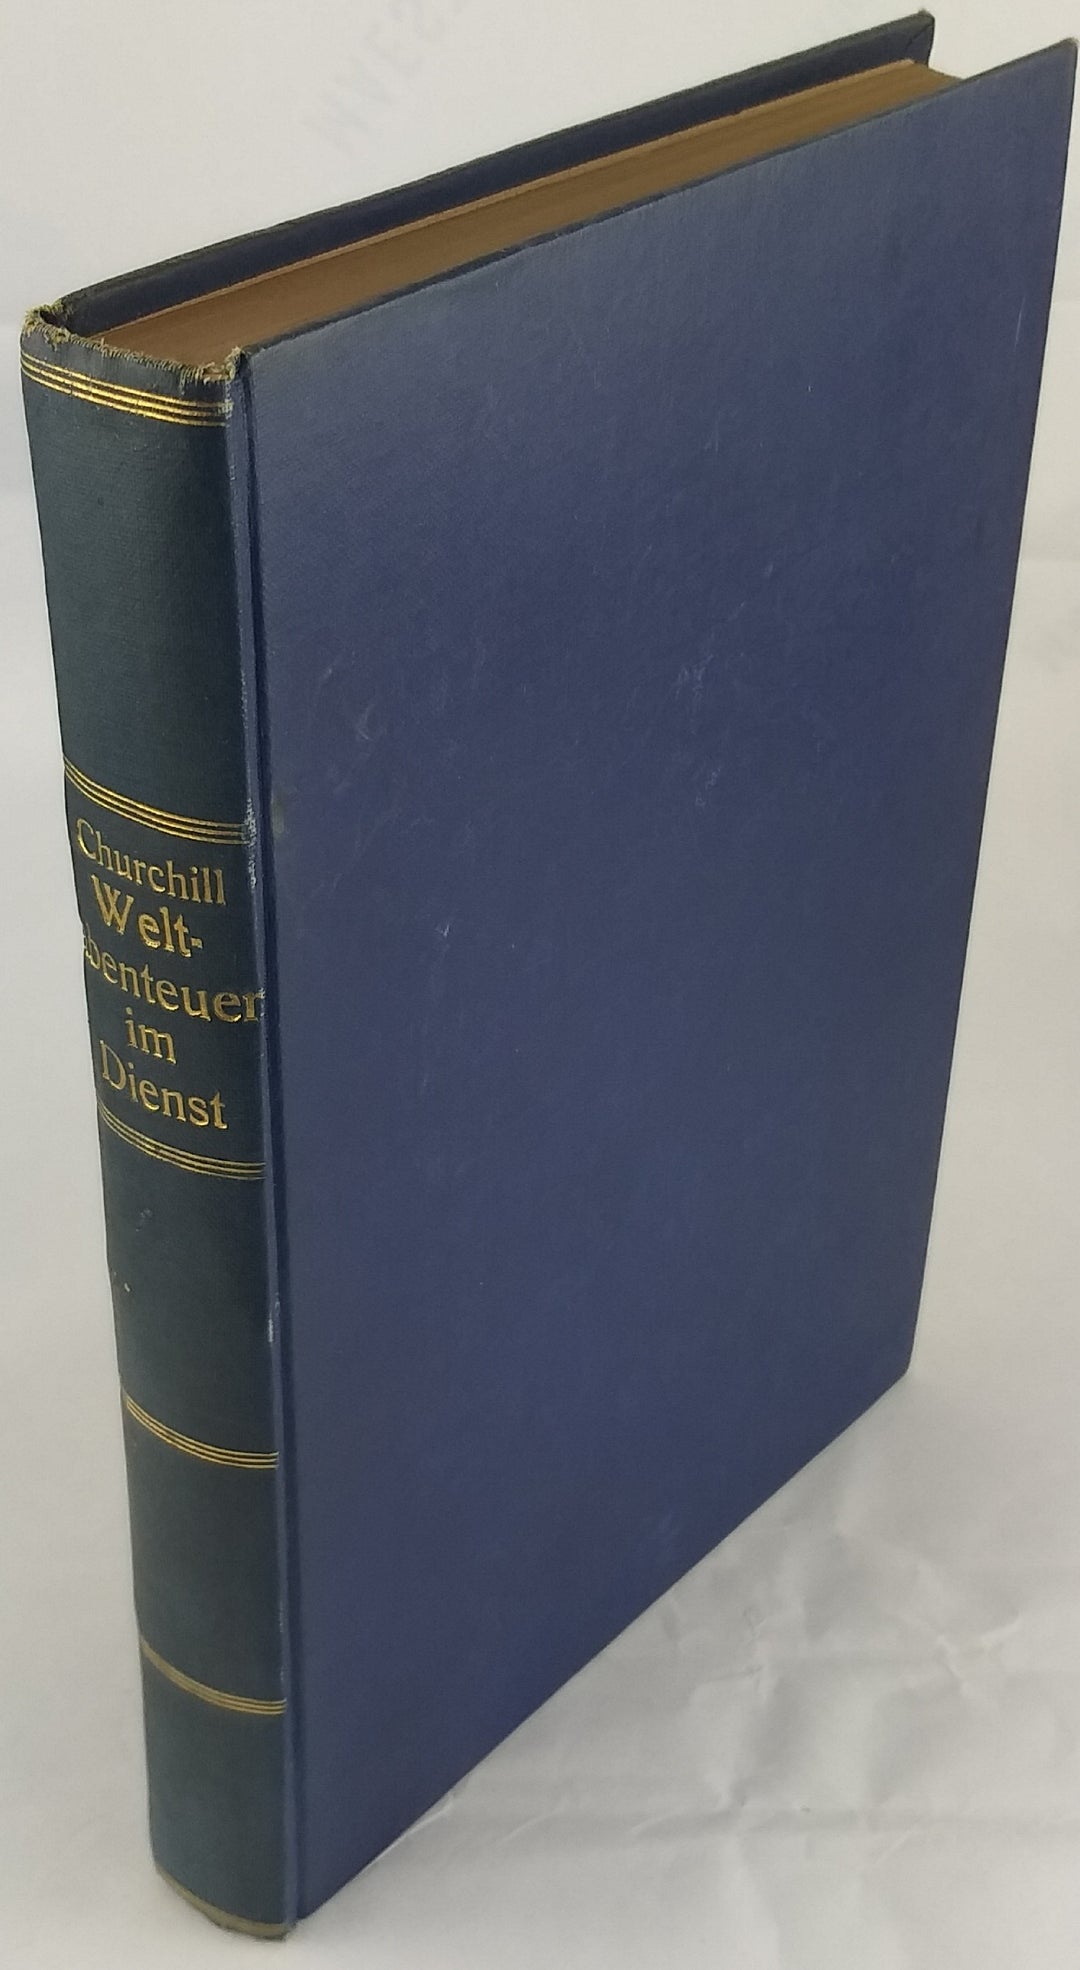 Churchill
Welt-
abenteuer
im
Dienst